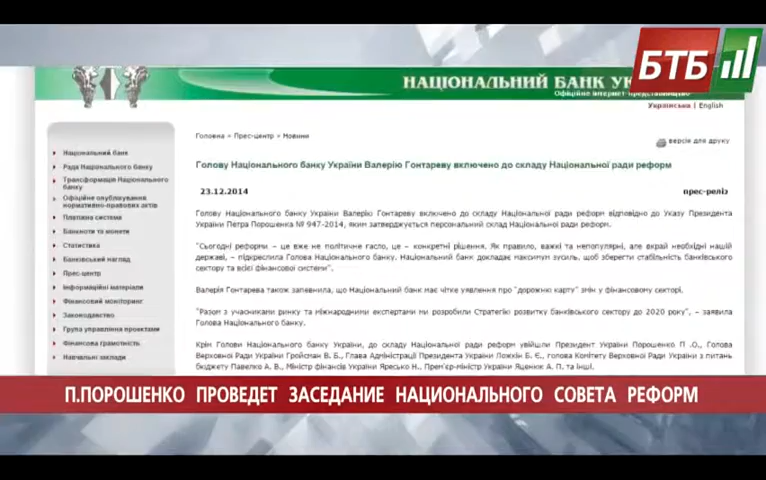 БТБ
НАЦІОНАЛЬНИЙ БАНК УК
Офіційне інтернет-представництво
Українська | English
Головна » Прес-центр » Новини
версія для друку
Національний банк
Рада Національного банку
Трансформація Національного
банку
Офіційне опублікування
нормативно-правових актів
Платіжна система
Банкноти та монети
Статистика
Банківський нагляд
Прес-центр
Інформаційні матеріали
Фінансовий моніторинг
Законодавство
Група управління проектами
Фінансова грамотність
Навчальні заклади
Голову Національного банку України Валерію Гонтареву включено до складу Національної ради реформ
23.12.2014
прес-реліз
Голову Національного банку України Валерію Гонтареву включено до складу Національної ради реформ відповідно до Указу Президента
України Петра Порошенка № 947-2014, яким затверджується персональний склад Національної ради реформ.
"Сьогодні реформи – це вже не політичне гасло, це – конкретні рішення. Як правило, важкі та непопулярні, але вкрай необхідні нашій
державі, – підкреслила Голова Національного банку. Національний банк докладає максимум зусиль, щоб зберегти стабільність банківського
сектору та всієї фінансової системи".
Валерія Гонтарева також запевнила, що Національний банк має чітке уявлення про "дорожню карту" змін у фінансовому секторі.
"Разом з учасниками ринку та міжнародними експертами ми розробили Стратегію розвитку банківського сектору до 2020 року", – заявила
Голова Національного банку.
Крім Голови Національного банку України, до складу Національної ради реформ увійшли Президент України Порошенко П .О., Голова
Верховної Ради України Гройсман В. Б., Глава Адміністрації Президента України Ложкін Б. Є., голова Комітету Верховної Ради України з питань
бюджету Павелко А. В., Міністр фінансів України Яресько Н., Прем'єр-міністр України Яценюк А. П. та інші.
П.ПОРОШЕНКО ПРОВЕДЕТ ЗАСЕДАНИЕ НАЦИОНАЛЬНОГО СОВЕТА РЕФОРМ